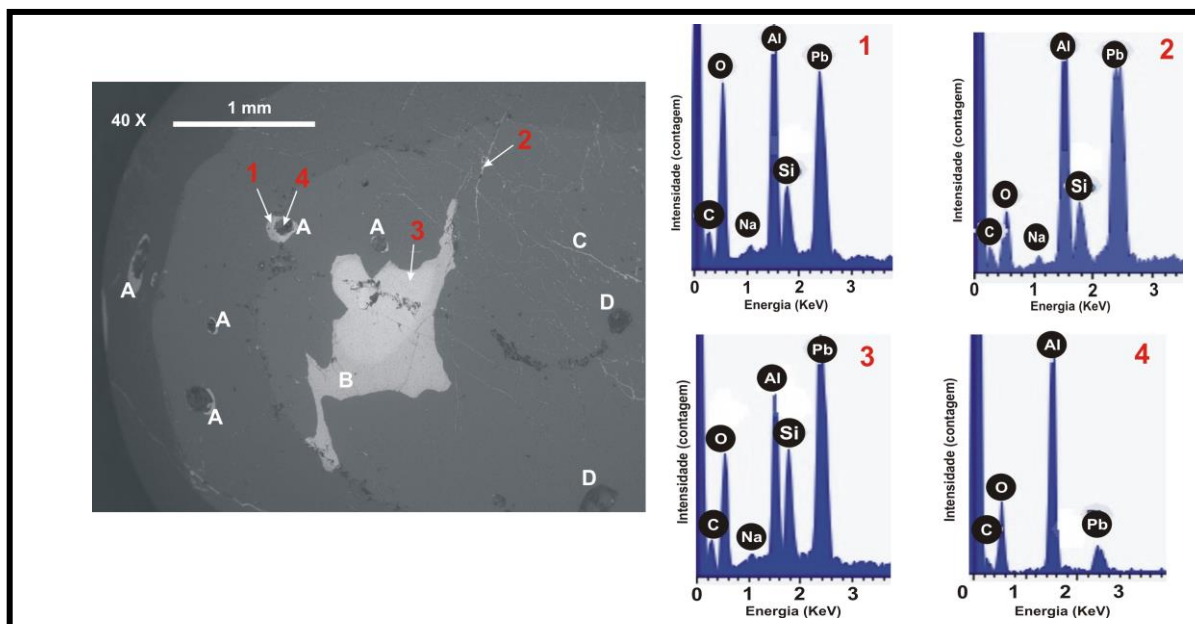 40 X
1 mm
1
4
2
3
A
A
A
A
A
B
C
D
D
1
Intensidade (contagem)
C
O
Na
Al
Si
Pb
0
1
2
3
Energia (KeV)
2
Intensidade (contagem)
C
O
Na
Al
Si
Pb
0
1
2
3
Energia (KeV)
3
Intensidade (contagem)
C
O
Na
Al
Si
Pb
0
1
2
3
Energia (KeV)
4
Intensidade (contagem)
C
O
Al
Pb
0
1
2
3
Energia (KeV)